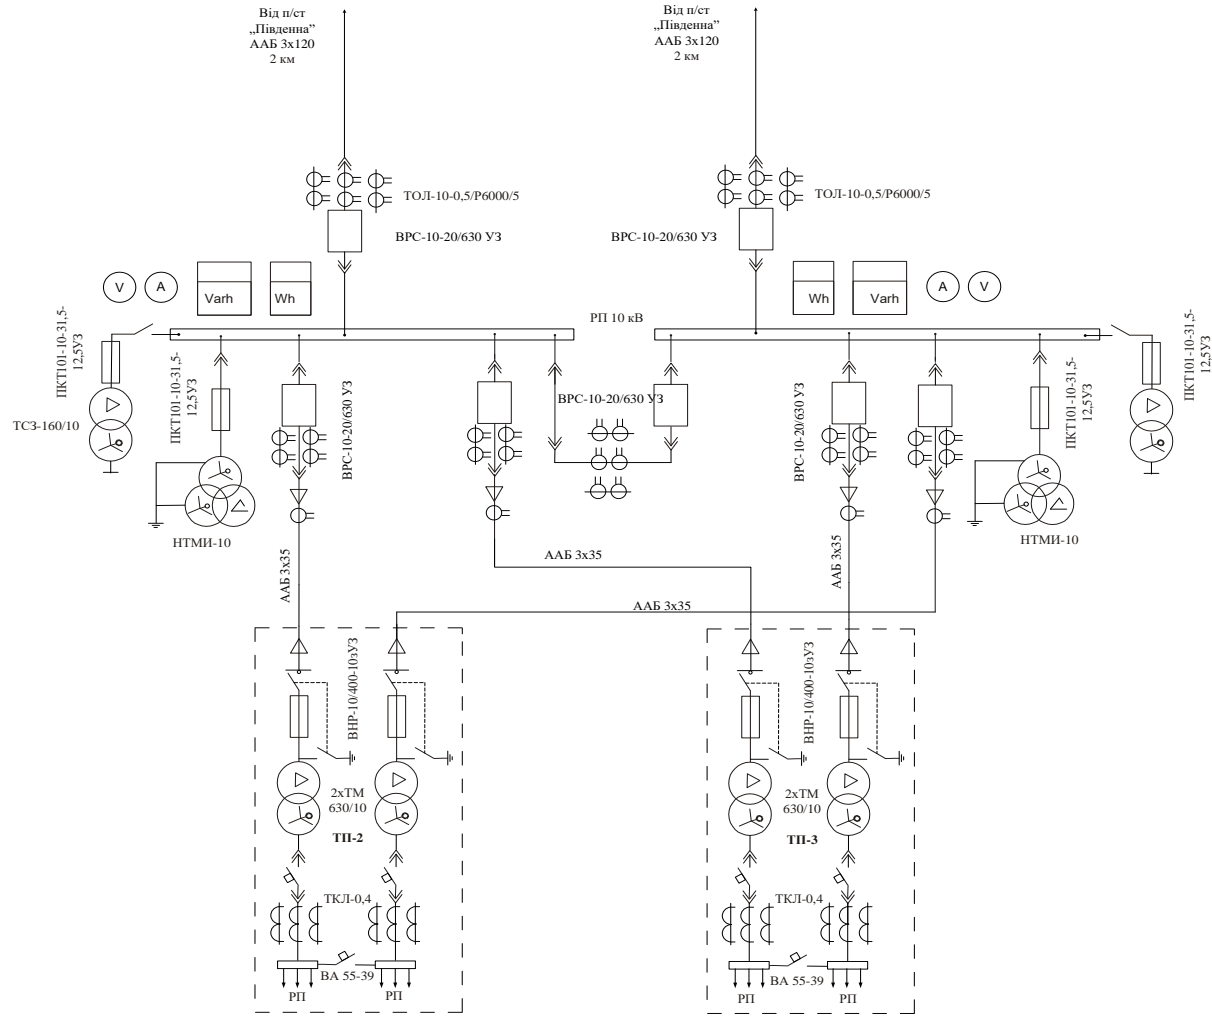 Від п/ст
„Південна”
ААБ 3х120
2 км
Від п/ст
„Південна”
ААБ 3х120
2 км
ТОЛ-10-0,5/Р6000/5
ТОЛ-10-0,5/Р6000/5
ВРС-10-20/630 УЗ
ВРС-10-20/630 УЗ
V
A
Varh
Wh
Wh
Varh
A
V
РП 10 кВ
ПКТ101-10-31,5-
12,5УЗ
ПКТ101-10-31,5-
12,5УЗ
ТСЗ-160/10
ПКТ101-10-31,5-
12,5УЗ
ВРС-10-20/630 УЗ
ВРС-10-20/630 УЗ
ВРС-10-20/630 УЗ
ПКТ101-10-31,5-
12,5УЗ
НТМИ-10
НТМИ-10
ААБ 3х35
ААБ 3х35
ААБ 3х35
ААБ 3х35
ВНР-10/400-10зУЗ
ВНР-10/400-10зУЗ
2хТМ
630/10
ТП-2
2хТМ
630/10
ТП-3
ТКЛ-0,4
ТКЛ-0,4
ВА 55-39
ВА 55-39
РП
РП
РП
РП